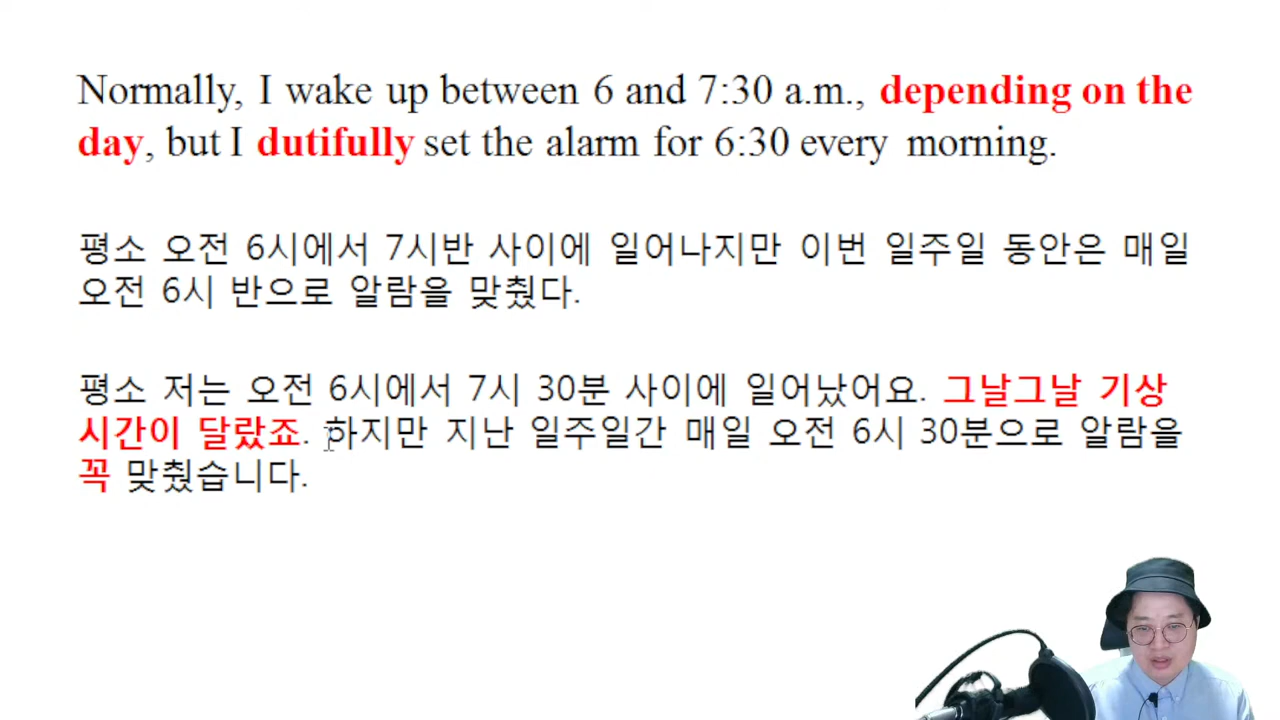 Normally, I wake up between 6 and 7:30 a.m., depending on the
day, but I dutifully set the alarm for 6:30 every morning.
평소 오전 6시에서 7시반 사이에 일어나지만 이번 일주일 동안은 매일
오전 6시 반으로 알람을 맞췄다.
평소 저는 오전 6시에서 7시 30분 사이에 일어났어요. 그날그날 기상
시간이 달랐죠. 하지만 지난 일주일간 매일 오전 6시 30분으로 알람을
꼭 맞췄습니다.